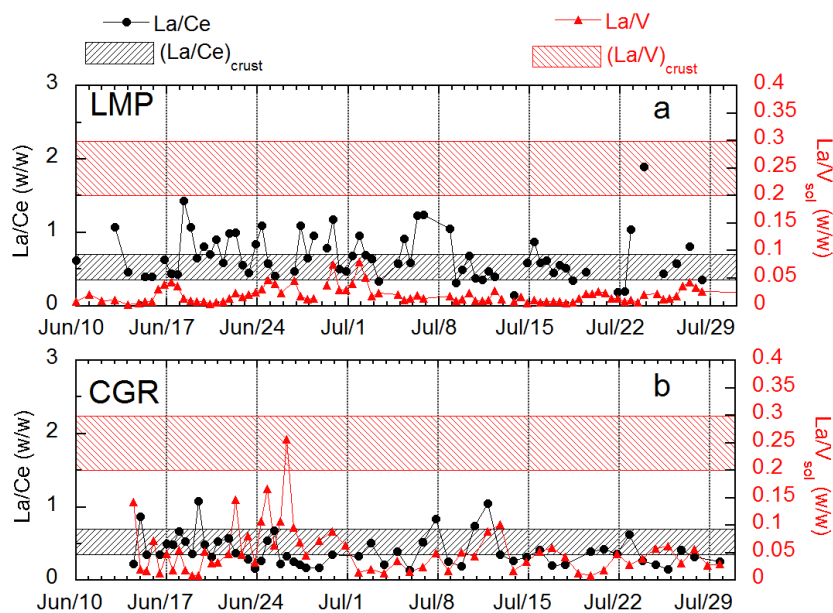 La/Ce La/V
(La/Ce)crust (La/V)crust
LMP a
La/Ce (w/w)
3
2
1
0
La/V sol (w/w)
0.4
0.35
0.3
0.25
0.2
0.15
0.1
0.05
0
Jun/10 Jun/17 Jun/24 Jul/1 Jul/8 Jul/15 Jul/22 Jul/29
CGR b
La/Ce (w/w)
3
2
1
0
La/V sol (w/w)
0.4
0.35
0.3
0.25
0.2
0.15
0.1
0.05
0
Jun/10 Jun/17 Jun/24 Jul/1 Jul/8 Jul/15 Jul/22 Jul/29